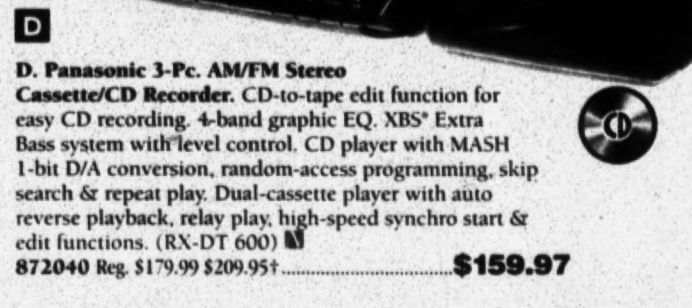 D
D. Panasonic 3-Pc. AM/FM Stereo
Cassette/CD Recorder. CD-to-tape edit function for
easy CD recording. 4-band graphic EQ. XBS* Extra
Bass system with level control. CD player with MASH
1-bit D/A conversion, random-access programming, skip
search & repeat play. Dual-cassette player with auto
reverse playback, relay play, high-speed synchro start &
edit functions. (RX-DT 600)
872040 Reg. $179.99 $209.95†..............................$159.97
CD